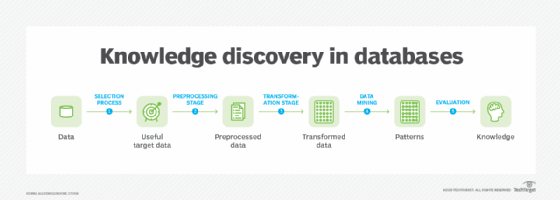 Knowledge discovery in databases
SELECTION
PROCESS
1
PREPROCESSING
STAGE
2
TRANSFORM-
ATION STAGE
3
DATA
MINING
4
EVALUATION
5
Data
Useful
target data
Preprocessed
data
Transformed
data
Patterns
Knowledge
TechTarget